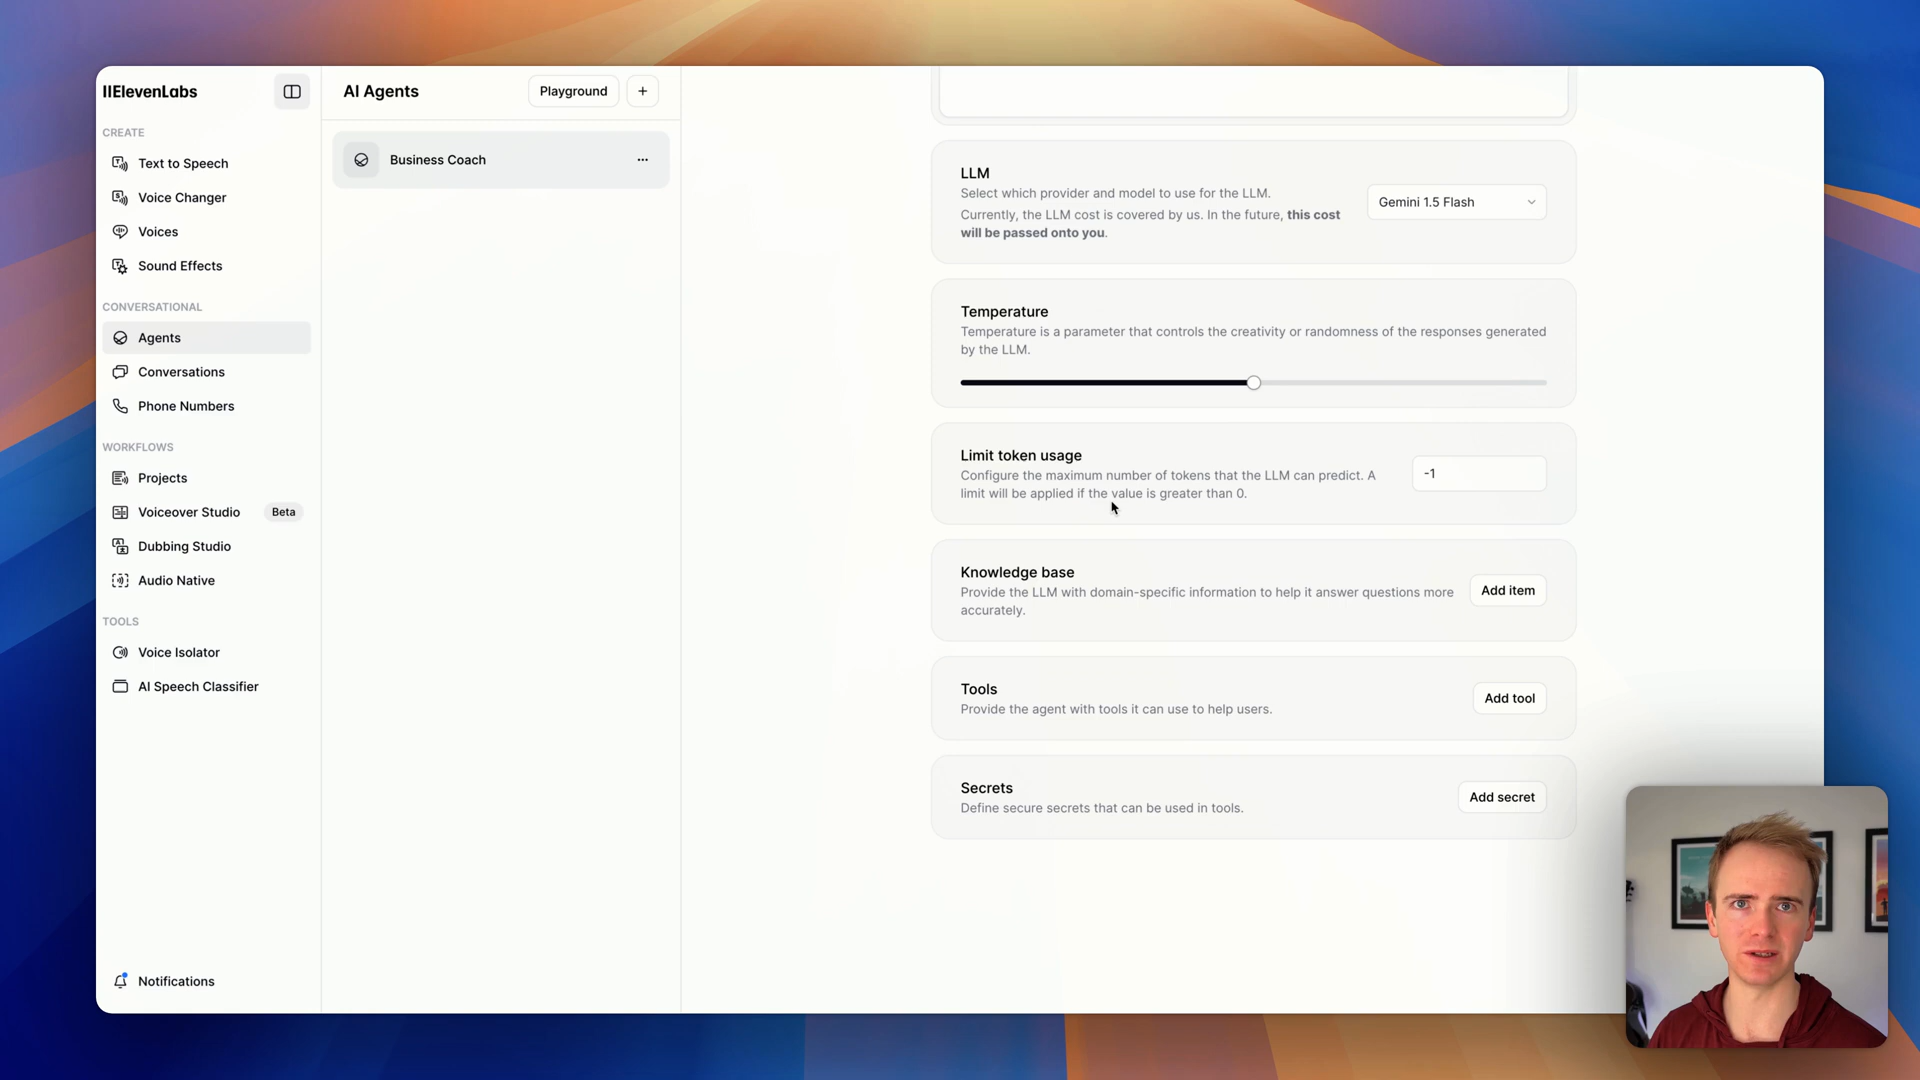 IIElevenLabs
CREATE
Text to Speech
Voice Changer
Voices
Sound Effects
CONVERSATIONAL
Agents
Conversations
Phone Numbers
WORKFLOWS
Projects
Voiceover Studio Beta
Dubbing Studio
Audio Native
TOOLS
Voice Isolator
AI Speech Classifier
Notifications
AI Agents
Playground
+
Business Coach
...
LLM
Select which provider and model to use for the LLM.
Currently, the LLM cost is covered by us. In the future, this cost
will be passed onto you.
Gemini 1.5 Flash
Temperature
Temperature is a parameter that controls the creativity or randomness of the responses generated
by the LLM.
Limit token usage
Configure the maximum number of tokens that the LLM can predict. A
limit will be applied if the value is greater than 0.
-1
Knowledge base
Provide the LLM with domain-specific information to help it answer questions more
accurately.
Add item
Tools
Provide the agent with tools it can use to help users.
Add tool
Secrets
Define secure secrets that can be used in tools.
Add secret